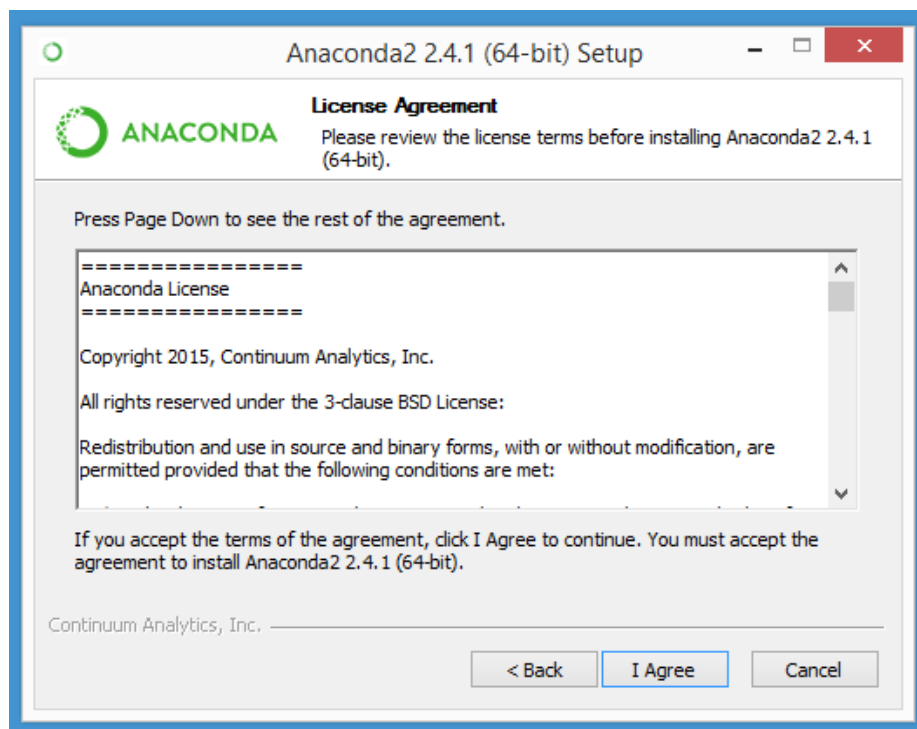 Anaconda2 2.4.1 (64-bit) Setup
ANACONDA
License Agreement
Please review the license terms before installing Anaconda2 2.4.1
(64-bit).
Press Page Down to see the rest of the agreement.
================
Anaconda License
================
Copyright 2015, Continuum Analytics, Inc.
All rights reserved under the 3-clause BSD License:
Redistribution and use in source and binary forms, with or without modification, are
permitted provided that the following conditions are met:
If you accept the terms of the agreement, click I Agree to continue. You must accept the
agreement to install Anaconda2 2.4.1 (64-bit).
Continuum Analytics, Inc.
< Back
I Agree
Cancel